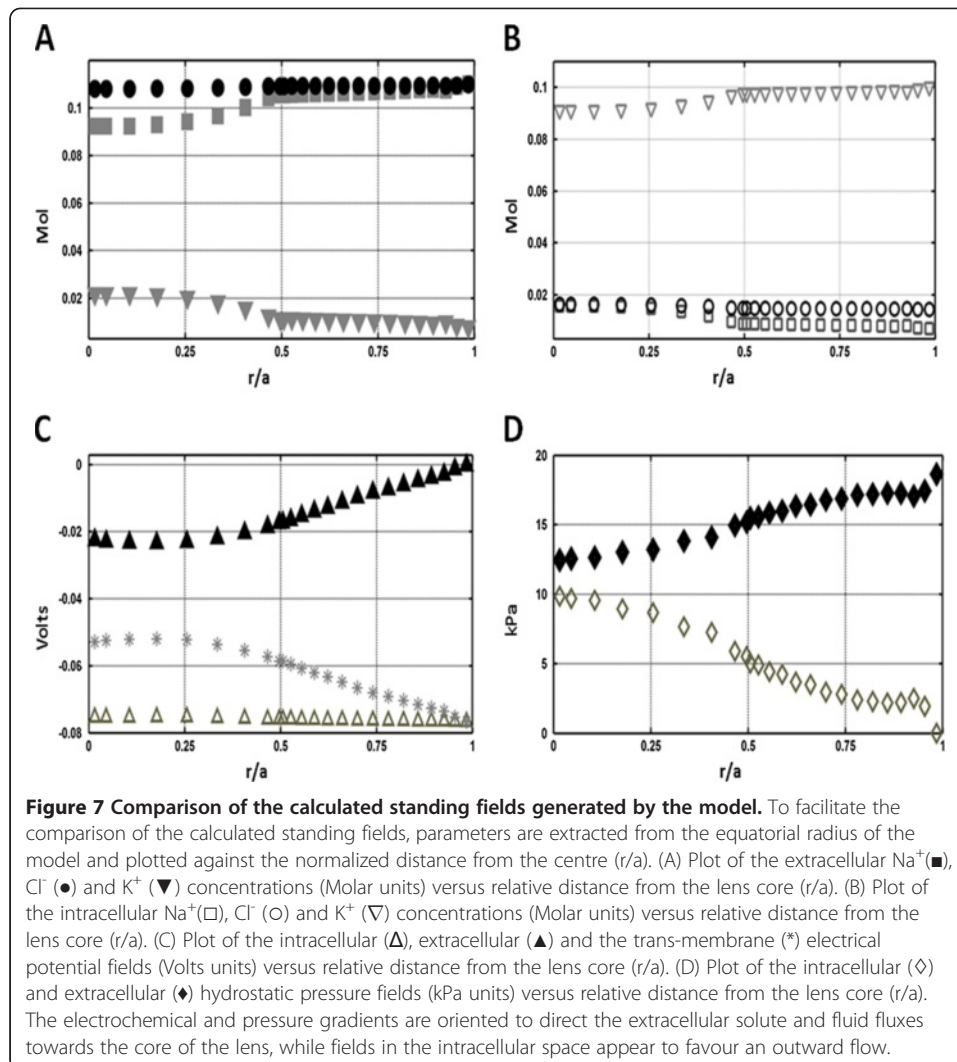 A
0.1
0.08
0.06
0.04
0.02
Mol
0
0.25
0.5
0.75
1
r/a
B
0.1
0.08
0.06
0.04
0.02
Mol
0
0.25
0.5
0.75
1
r/a
C
0
-0.02
-0.04
-0.06
-0.08
Volts
0
0.25
0.5
0.75
1
r/a
D
20
15
10
5
0
kPa
0
0.25
0.5
0.75
1
r/a
Figure 7 Comparison of the calculated standing fields generated by the model. To facilitate the
comparison of the calculated standing fields, parameters are extracted from the equatorial radius of the
model and plotted against the normalized distance from the centre (r/a). (A) Plot of the extracellular Na⁺(■),
Cl⁻ (●) and K⁺ (▼) concentrations (Molar units) versus relative distance from the lens core (r/a). (B) Plot of
the intracellular Na⁺(□), Cl⁻ (○) and K⁺ (▽) concentrations (Molar units) versus relative distance from the
lens core (r/a). (C) Plot of the intracellular (Δ), extracellular (▲) and the trans-membrane (*) electrical
potential fields (Volts units) versus relative distance from the lens core (r/a). (D) Plot of the intracellular (◊)
and extracellular (♦) hydrostatic pressure fields (kPa units) versus relative distance from the lens core (r/a).
The electrochemical and pressure gradients are oriented to direct the extracellular solute and fluid fluxes
towards the core of the lens, while fields in the intracellular space appear to favour an outward flow.